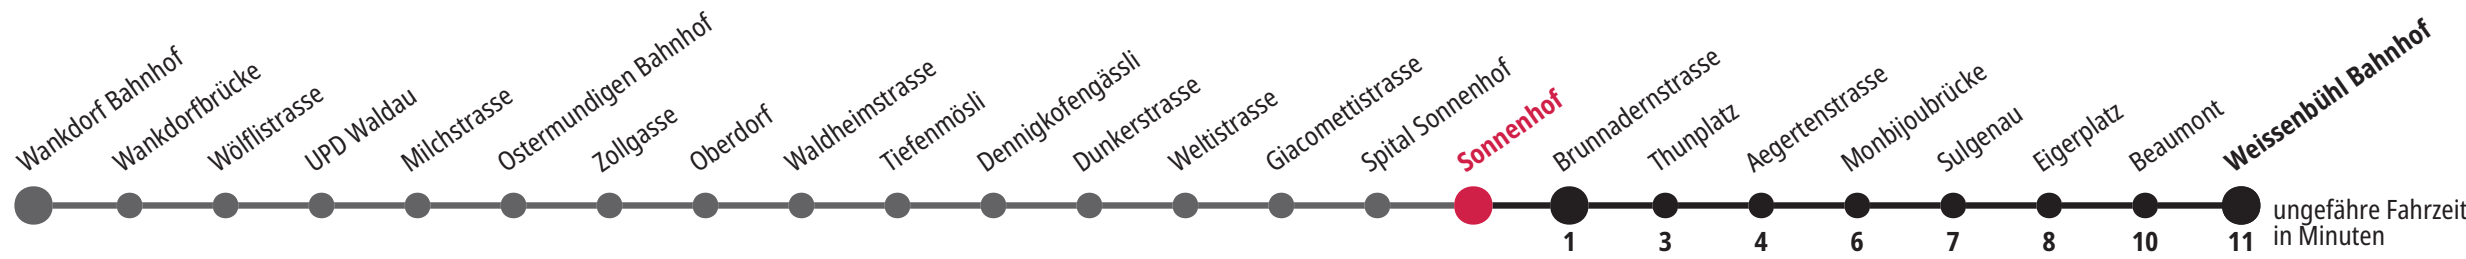 Wankdorf Bahnhof
Wankdorfbrücke
Wölflistrasse
UPD Waldau
Milchstrasse
Ostermundigen Bahnhof
Zollgasse
Oberdorf
Waldheimstrasse
Tiefenmösli
Dennigkofengässli
Dunkerstrasse
Weltistrasse
Giacomettistrasse
Spital Sonnenhof
Sonnenhof
Brunnadernstrasse
Thunplatz
Aegertenstrasse
Monbijoubrücke
Sulgenau
Eigerplatz
Beaumont
Weissenbühl Bahnhof
1 3 4 6 7 8 10 11
ungefähre Fahrzeit
in Minuten